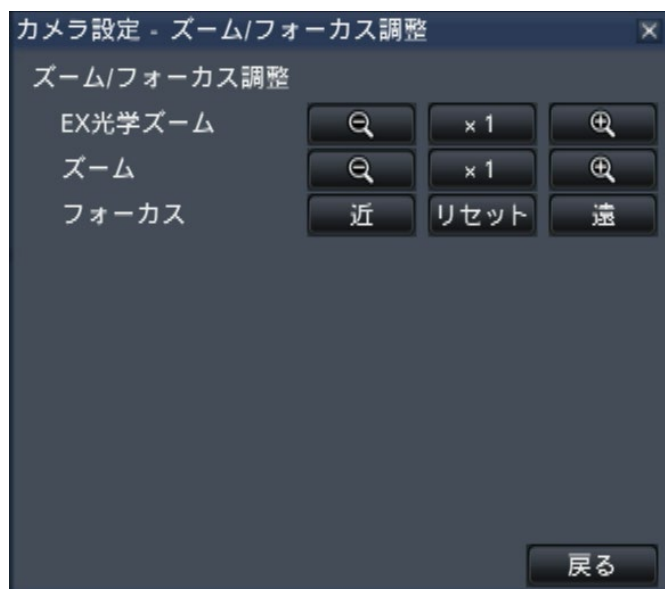 カメラ設定 - ズーム/フォーカス調整
ズーム/フォーカス調整
EX光学ズーム × 1
ズーム × 1
フォーカス 近 リセット 遠
戻る